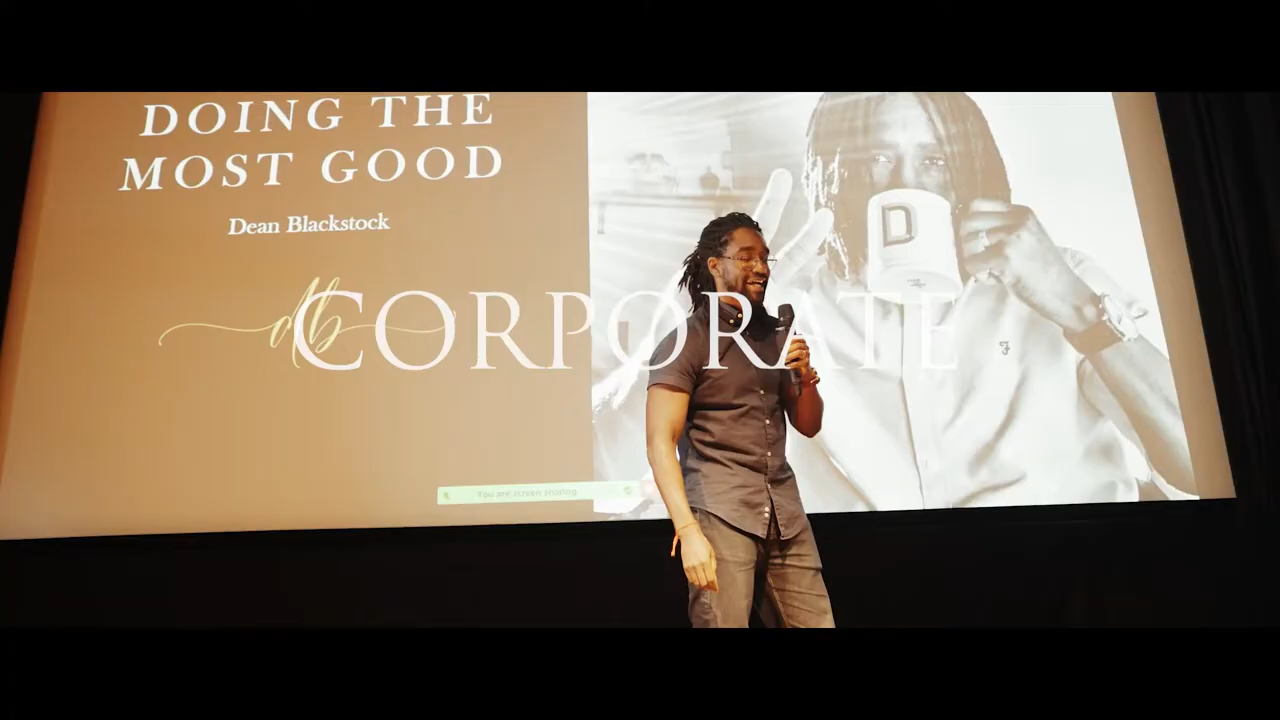 DOING THE
MOST GOOD
Dean Blackstock
db
CORPORATE
D
You are screen sharing